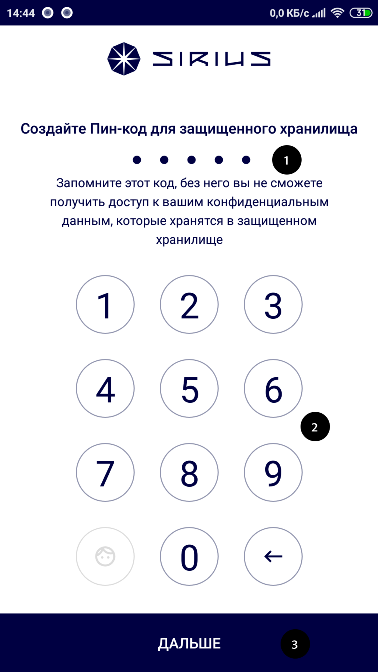 14:44 0,0 КБ/с 31
SIRIUS
Создайте Пин-код для защищенного хранилища
1
Запомните этот код, без него вы не сможете
получить доступ к вашим конфиденциальным
данным, которые хранятся в защищенном
хранилище
1 2 3
4 5 6
2
7 8 9
0
ДАЛЬШЕ 3